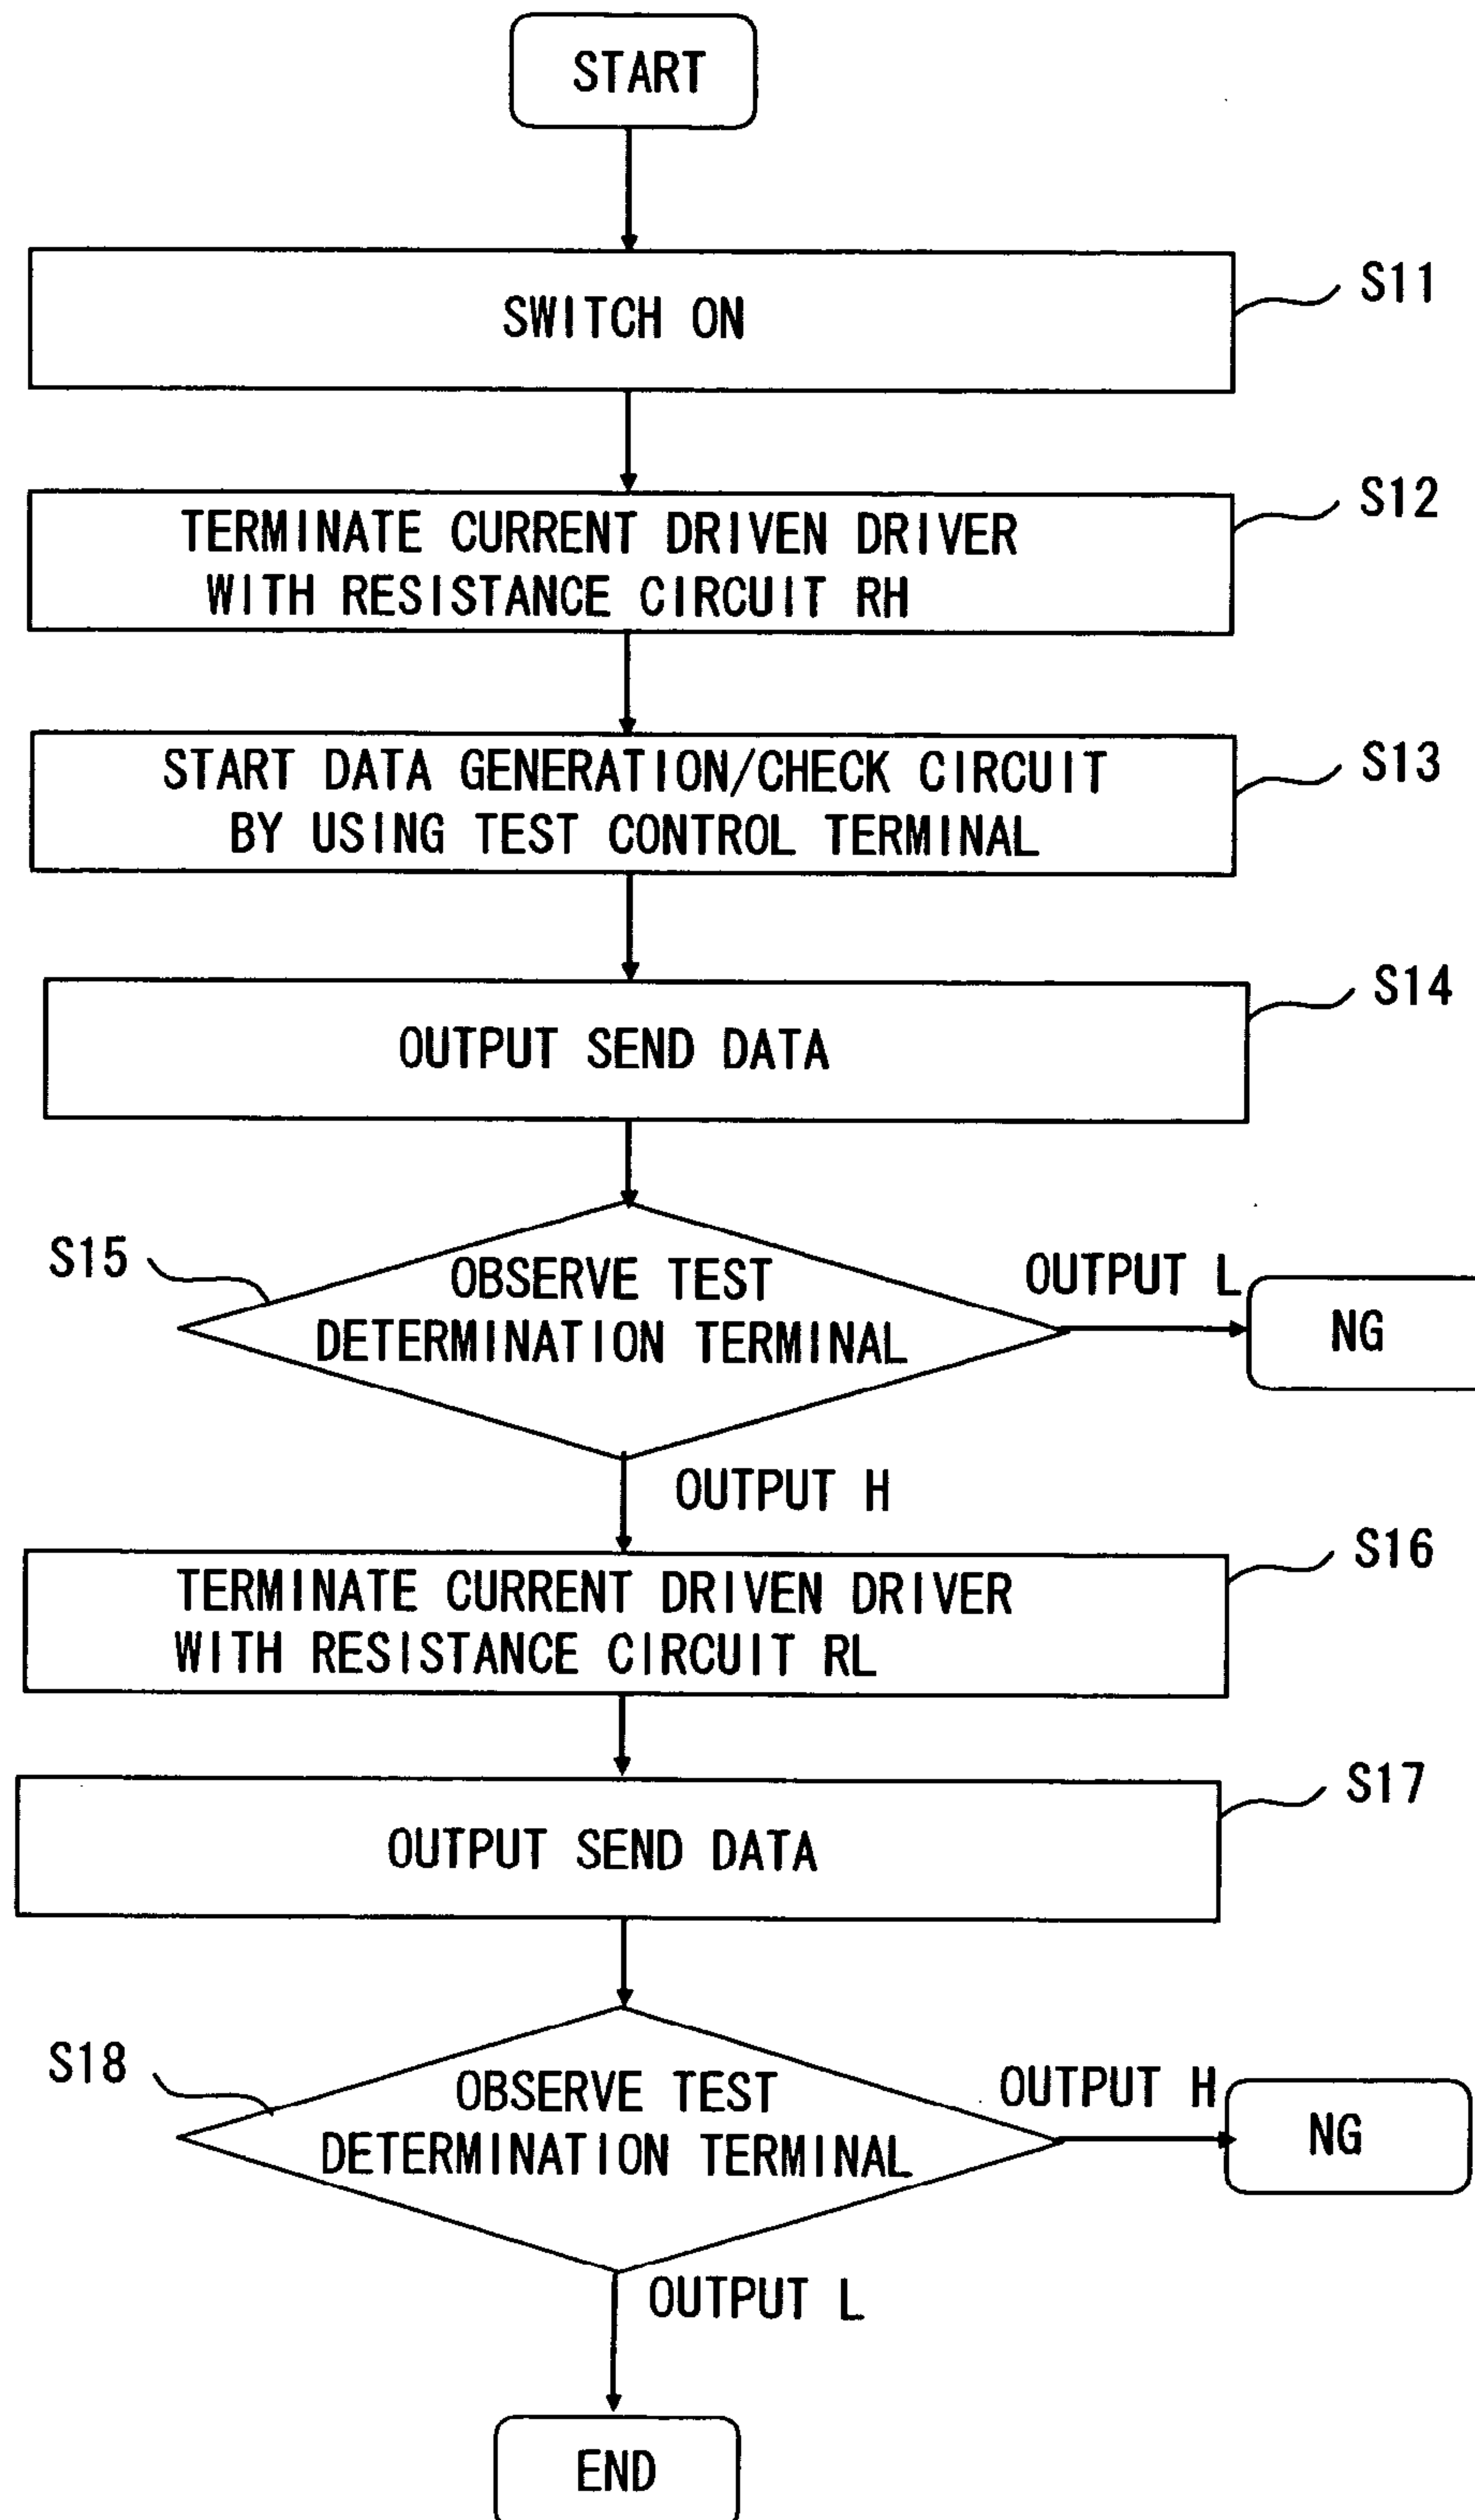 START
SWITCH ON
S11
TERMINATE CURRENT DRIVEN DRIVER
WITH RESISTANCE CIRCUIT RH
S12
START DATA GENERATION/CHECK CIRCUIT
BY USING TEST CONTROL TERMINAL
S13
OUTPUT SEND DATA
S14
S15
OBSERVE TEST
DETERMINATION TERMINAL
OUTPUT L
NG
OUTPUT H
TERMINATE CURRENT DRIVEN DRIVER
WITH RESISTANCE CIRCUIT RL
S16
OUTPUT SEND DATA
S17
S18
OBSERVE TEST
DETERMINATION TERMINAL
OUTPUT H
NG
OUTPUT L
END